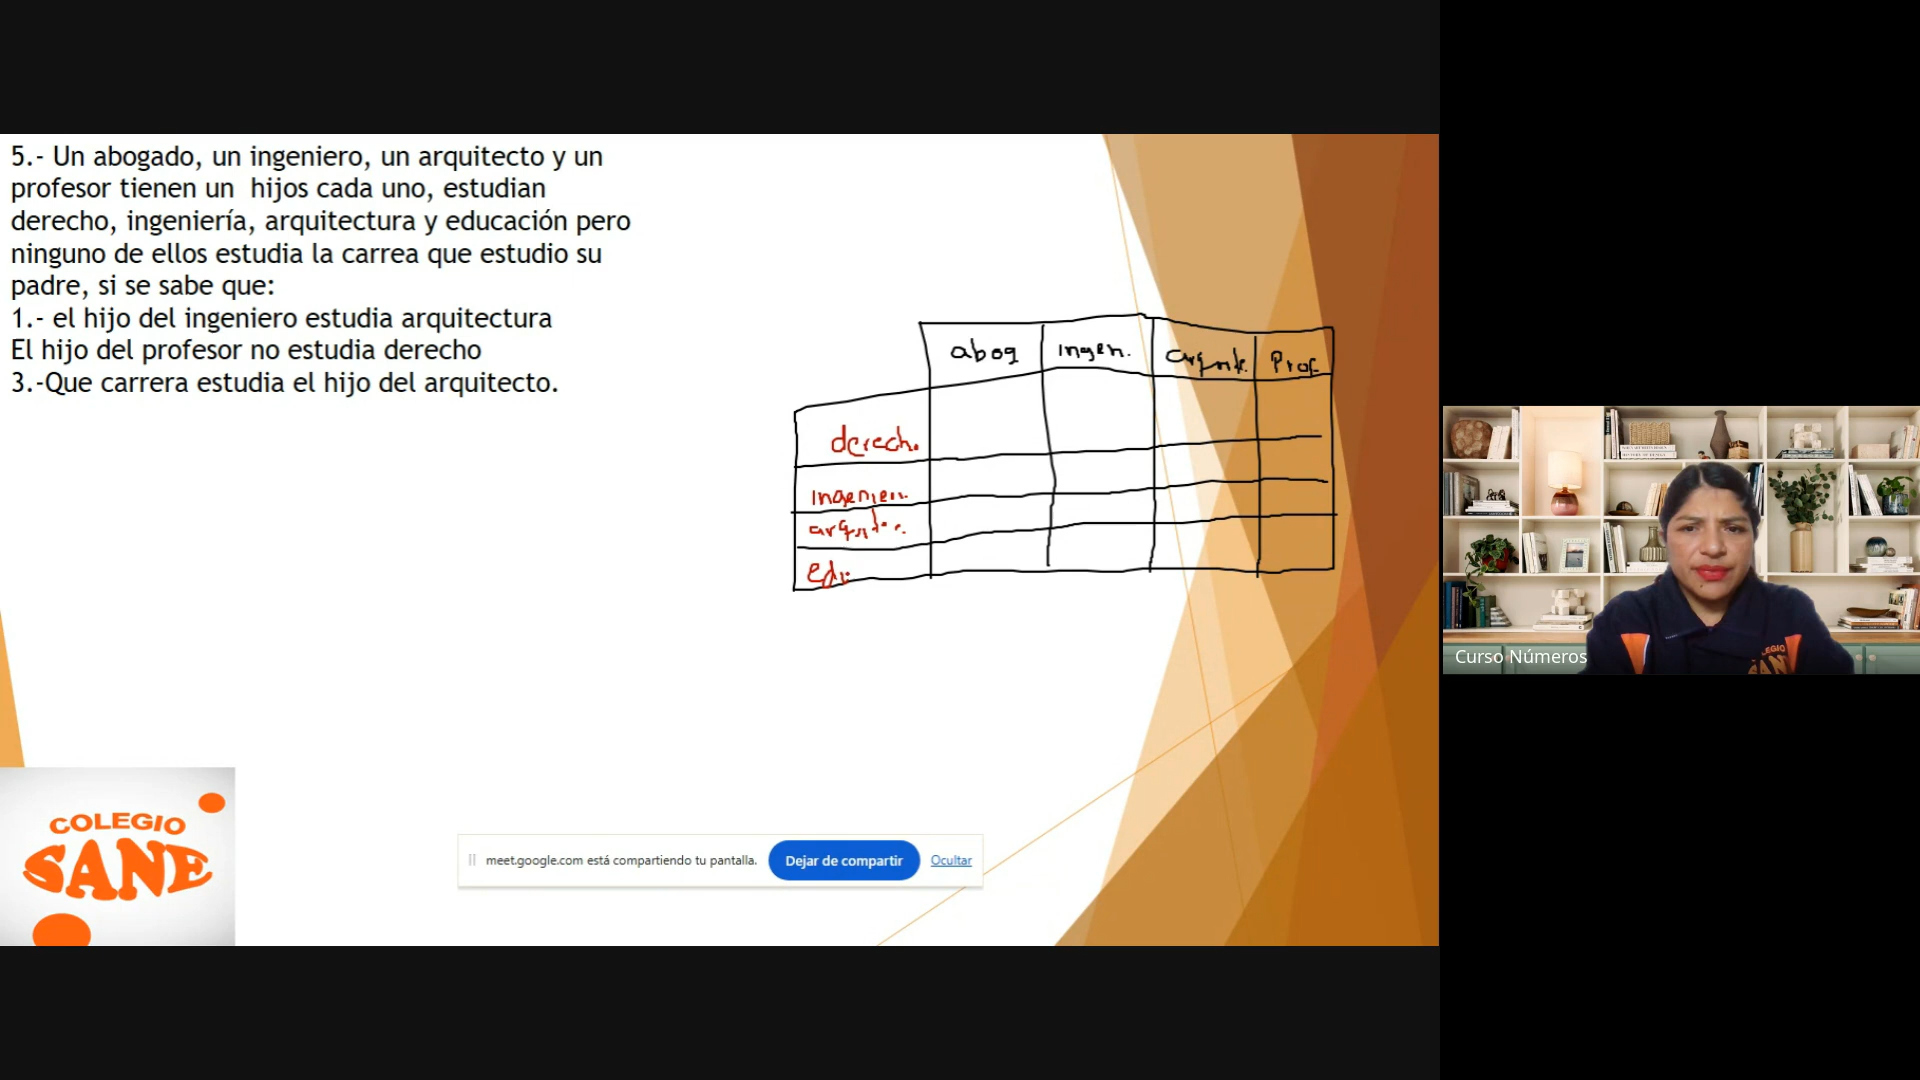 5.- Un abogado, un ingeniero, un arquitecto y un
profesor tienen un  hijos cada uno, estudian
derecho, ingeniería, arquitectura y educación pero
ninguno de ellos estudia la carrea que estudio su
padre, si se sabe que:
1.- el hijo del ingeniero estudia arquitectura
El hijo del profesor no estudia derecho
3.-Que carrera estudia el hijo del arquitecto.
abog
Ingen.
Prof
derech.
Ingenier.
Edu
COLEGIO
SANE
meet.google.com está compartiendo tu pantalla.
Dejar de compartir
Ocultar
Curso Números